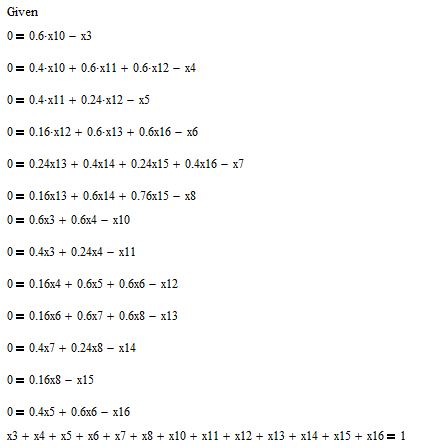 Given
0 = 0.6·x10 − x3
0 = 0.4·x10 + 0.6·x11 + 0.6·x12 − x4
0 = 0.4·x11 + 0.24·x12 − x5
0 = 0.16·x12 + 0.6·x13 + 0.6x16 − x6
0 = 0.24x13 + 0.4x14 + 0.24x15 + 0.4x16 − x7
0 = 0.16x13 + 0.6x14 + 0.76x15 − x8
0 = 0.6x3 + 0.6x4 − x10
0 = 0.4x3 + 0.24x4 − x11
0 = 0.16x4 + 0.6x5 + 0.6x6 − x12
0 = 0.16x6 + 0.6x7 + 0.6x8 − x13
0 = 0.4x7 + 0.24x8 − x14
0 = 0.16x8 − x15
0 = 0.4x5 + 0.6x6 − x16
x3 + x4 + x5 + x6 + x7 + x8 + x10 + x11 + x12 + x13 + x14 + x15 + x16 = 1